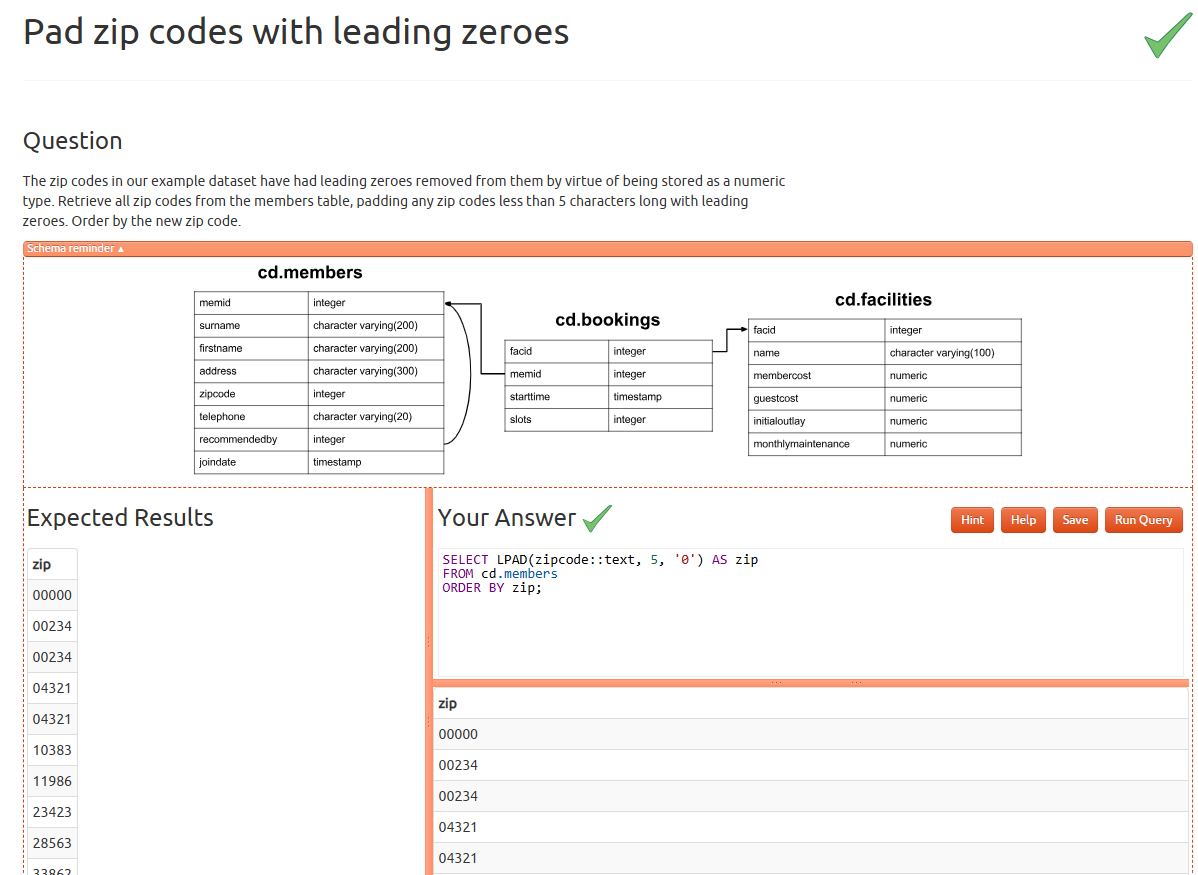 Pad zip codes with leading zeroes
Question
The zip codes in our example dataset have had leading zeroes removed from them by virtue of being stored as a numeric
type. Retrieve all zip codes from the members table, padding any zip codes less than 5 characters long with leading
zeroes. Order by the new zip code.
Schema reminder ▲
cd.members
memid integer
surname character varying(200)
firstname character varying(200)
address character varying(300)
zipcode integer
telephone character varying(20)
recommendedby integer
joindate timestamp
cd.bookings
facid integer
memid integer
starttime timestamp
slots integer
cd.facilities
facid integer
name character varying(100)
membercost numeric
guestcost numeric
initialoutlay numeric
monthlymaintenance numeric
Expected Results
zip
00000
00234
00234
04321
04321
10383
11986
23423
28563
33862
Your Answer
Hint Help Save Run Query
SELECT LPAD(zipcode::text, 5, '0') AS zip
FROM cd.members
ORDER BY zip;
zip
00000
00234
00234
04321
04321